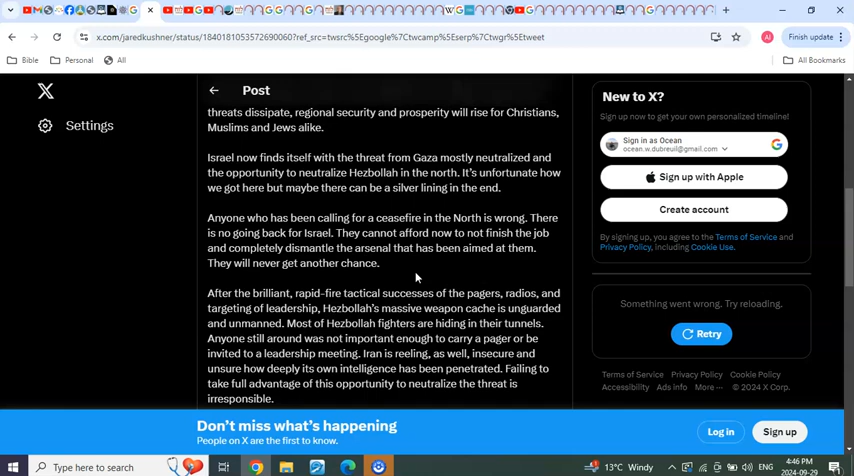 x.com/jaredkushner/status/1840181053572690060?ref_src=twsrc%5Egoogle%7Ctwcamp%5Eserp%7Ctwgr%5Etweet
Finish update
Bible
Personal
All
All Bookmarks
Post
Settings
threats dissipate, regional security and prosperity will rise for Christians,
Muslims and Jews alike.
Israel now finds itself with the threat from Gaza mostly neutralized and
the opportunity to neutralize Hezbollah in the north. It's unfortunate how
we got here but maybe there can be a silver lining in the end.
Anyone who has been calling for a ceasefire in the North is wrong. There
is no going back for Israel. They cannot afford now to not finish the job
and completely dismantle the arsenal that has been aimed at them.
They will never get another chance.
After the brilliant, rapid-fire tactical successes of the pagers, radios, and
targeting of leadership, Hezbollah's massive weapon cache is unguarded
and unmanned. Most of Hezbollah fighters are hiding in their tunnels.
Anyone still around was not important enough to carry a pager or be
invited to a leadership meeting. Iran is reeling, as well, insecure and
unsure how deeply its own intelligence has been penetrated. Failing to
take full advantage of this opportunity to neutralize the threat is
irresponsible.
New to X?
Sign up now to get your own personalized timeline!
Sign in as Ocean
ocean.w.dubreuil@gmail.com
Sign up with Apple
Create account
By signing up, you agree to the Terms of Service and
Privacy Policy, including Cookie Use.
Something went wrong. Try reloading.
Retry
Terms of Service Privacy Policy Cookie Policy
Accessibility Ads info More ··· © 2024 X Corp.
Don't miss what's happening
People on X are the first to know.
Log in
Sign up
Type here to search
13°C Windy
ENG
4:46 PM
2024-09-29